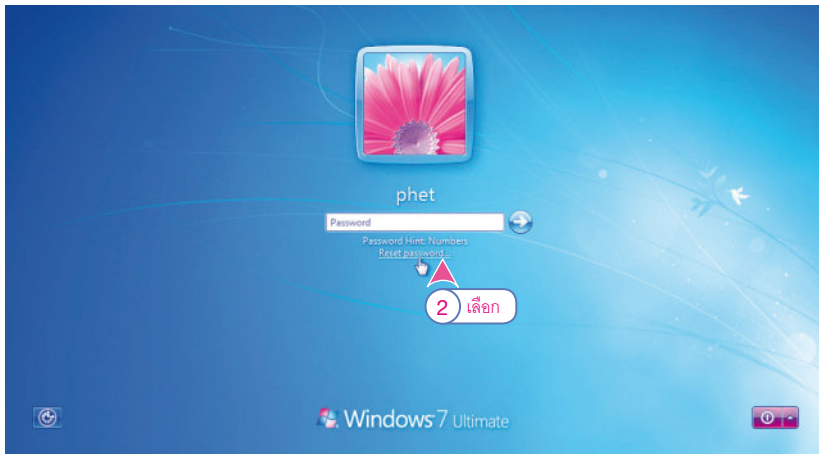 phet
Password
Password Hint: Numbers
Reset password...
2 เลือก
Windows 7 Ultimate